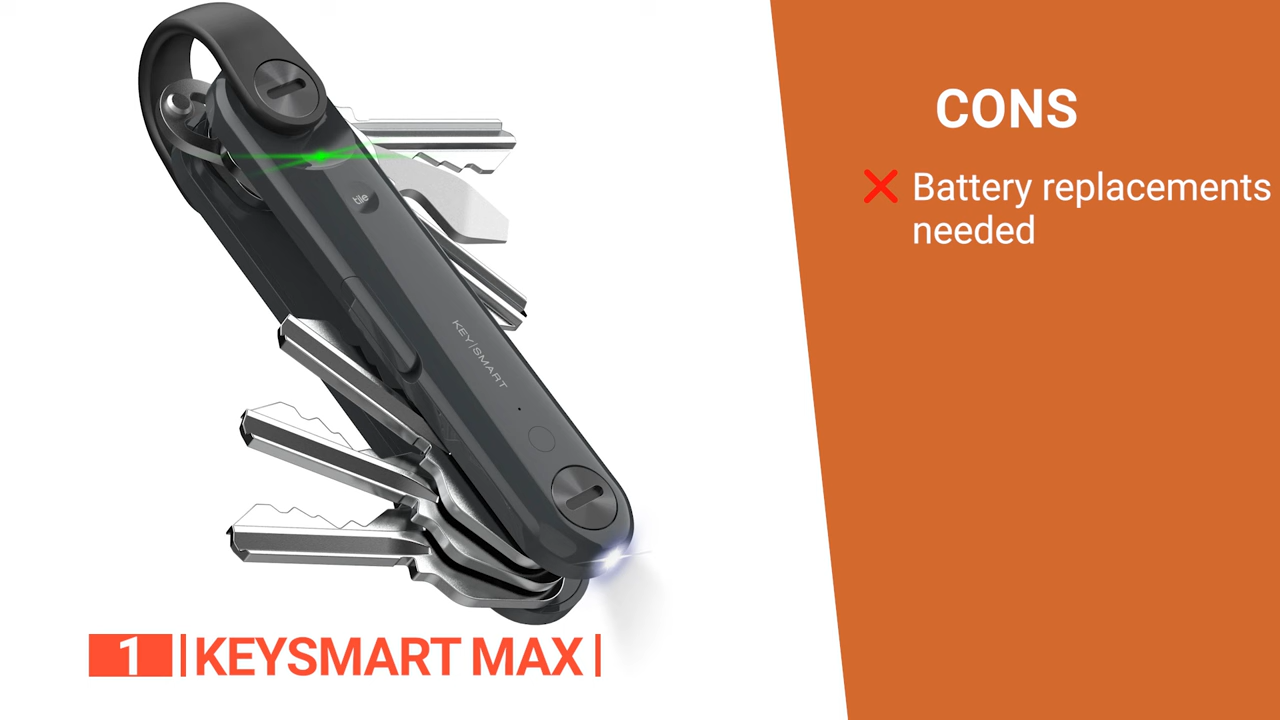 CONS
Battery replacements
needed
tile
KEY|SMART
1 | KEYSMART MAX |